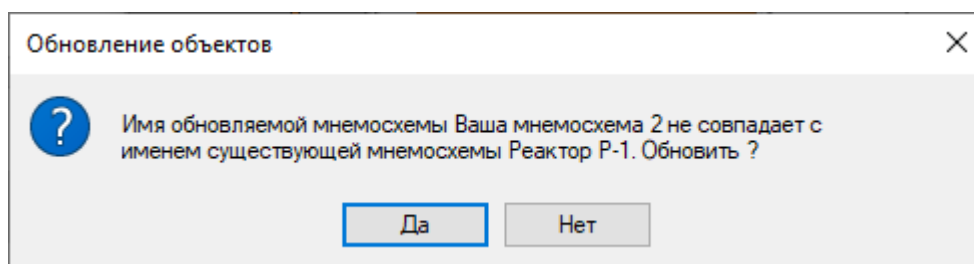 Обновление объектов
Имя обновляемой мнемосхемы Ваша мнемосхема 2 не совпадает с
именем существующей мнемосхемы Реактор Р-1. Обновить ?
Да
Нет